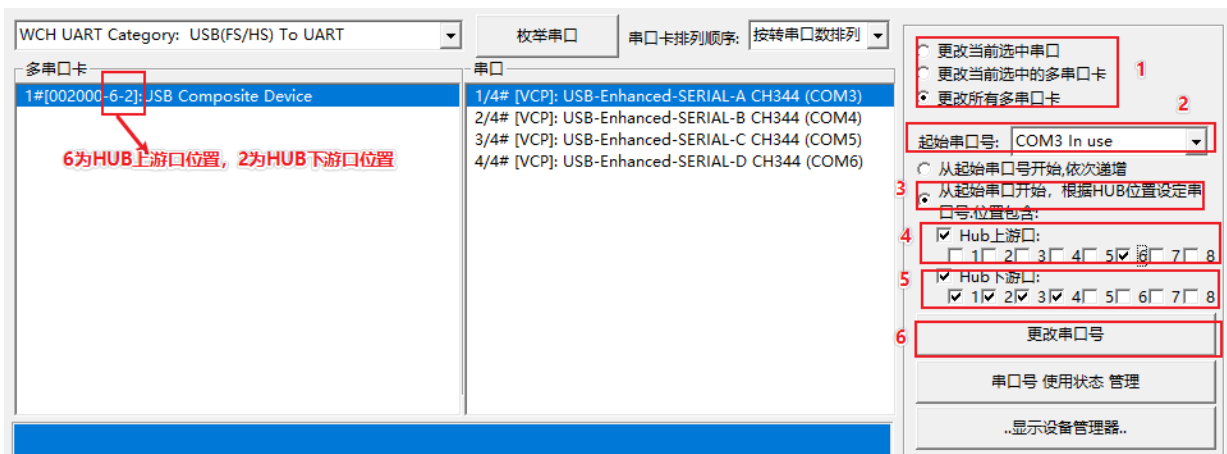 WCH UART Category: USB(FS/HS) To UART
枚举串口
串口卡排列顺序:
按转串口数排列
多串口卡
1#[002000-6-2]:USB Composite Device
6为HUB上游口位置，2为HUB下游口位置
串口
1/4# [VCP]: USB-Enhanced-SERIAL-A CH344 (COM3)
2/4# [VCP]: USB-Enhanced-SERIAL-B CH344 (COM4)
3/4# [VCP]: USB-Enhanced-SERIAL-C CH344 (COM5)
4/4# [VCP]: USB-Enhanced-SERIAL-D CH344 (COM6)
更改当前选中串口
更改当前选中的多串口卡
1
更改所有多串口卡
2
起始串口号: COM3 In use
从起始串口号开始,依次递增
3
从起始串口开始，根据HUB位置设定串
口号.位置包含:
4
Hub上游口:
1 2 3 4 5 6 7 8
5
Hub下游口:
1 2 3 4 5 6 7 8
6
更改串口号
串口号 使用状态 管理
..显示设备管理器..